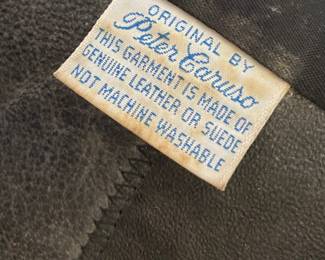 ORIGINAL BY
Peter Caruso
THIS GARMENT IS MADE OF
GENUINE LEATHER OR SUEDE
NOT MACHINE WASHABLE